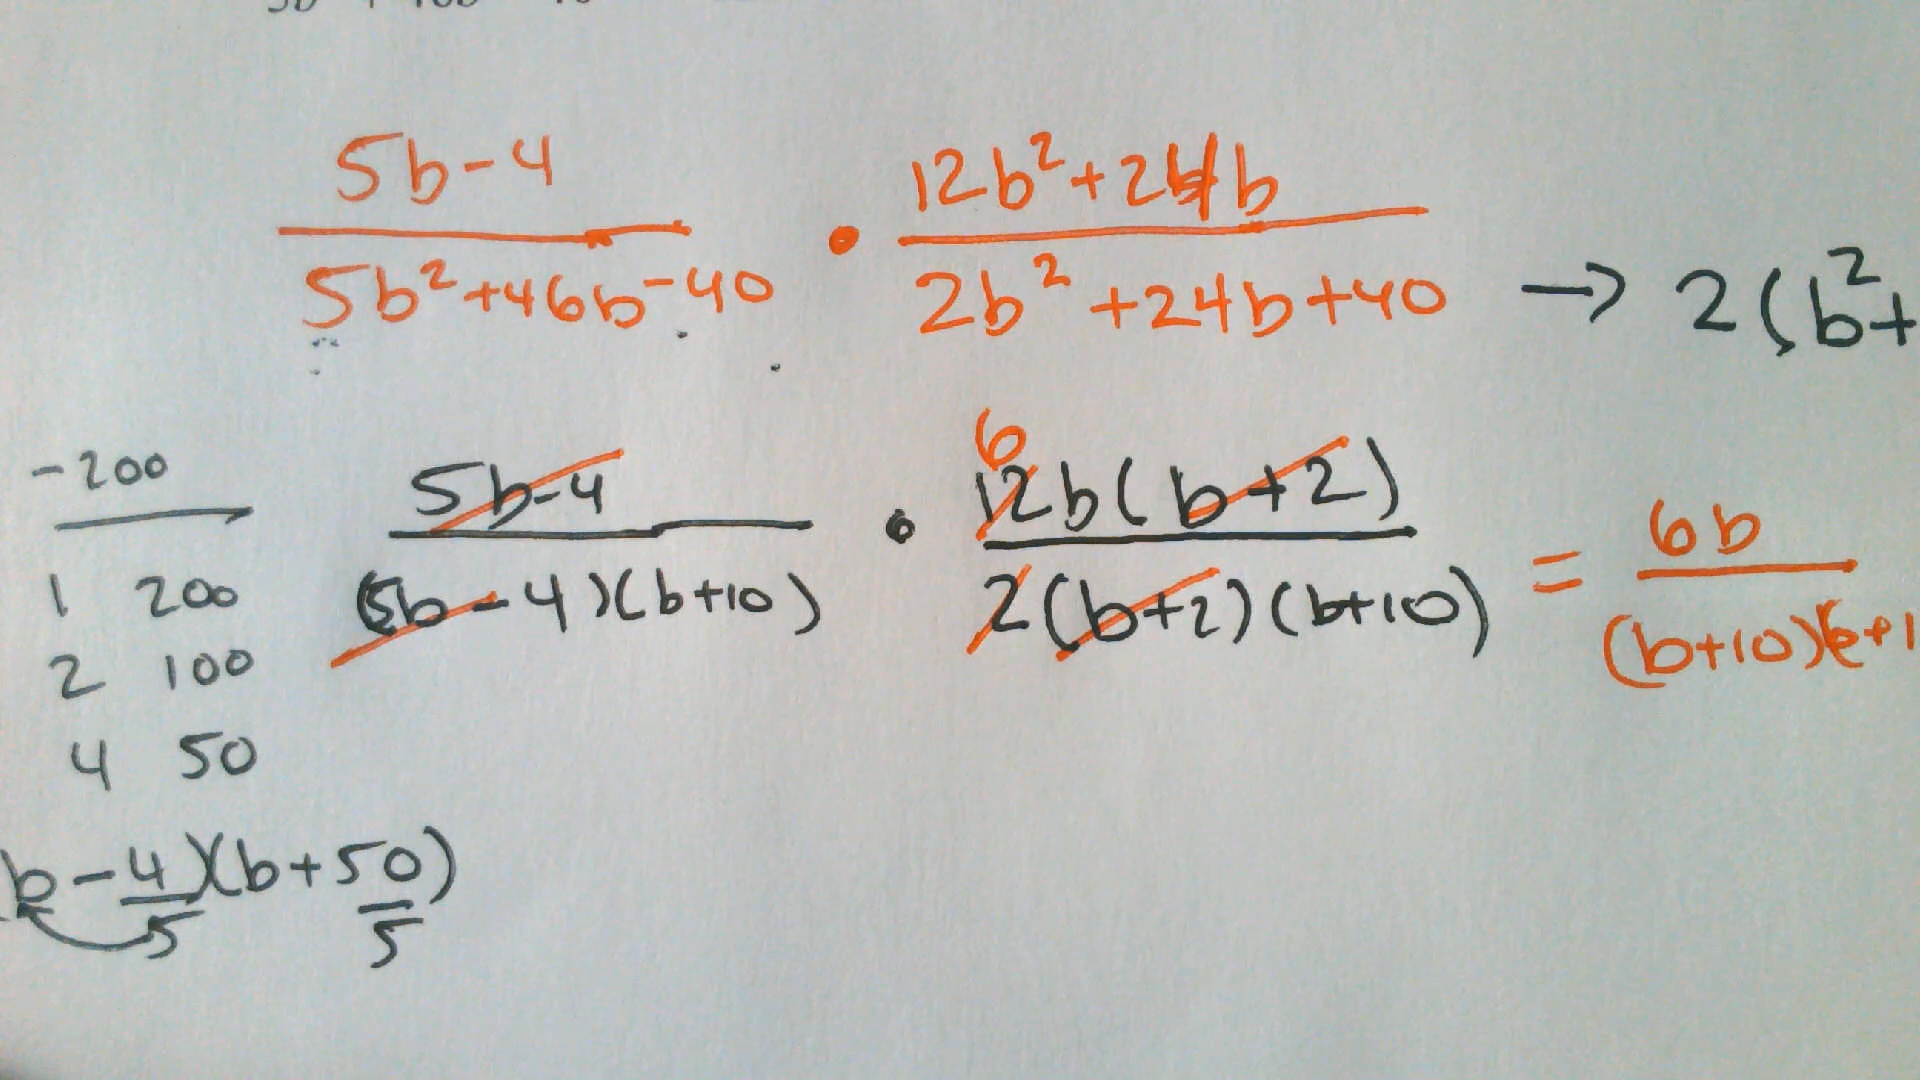 5b-4 12b²+24b
5b²+46b-40 • 2b²+24b+40 → 2(b²+
-200
1 200
2 100
4 50
5b-4 6 12b(b+2)
(5b-4)(b+10) • 2(b+2)(b+10) = 6b
(b+10)(b+1
b-4/5)(b+50/5)